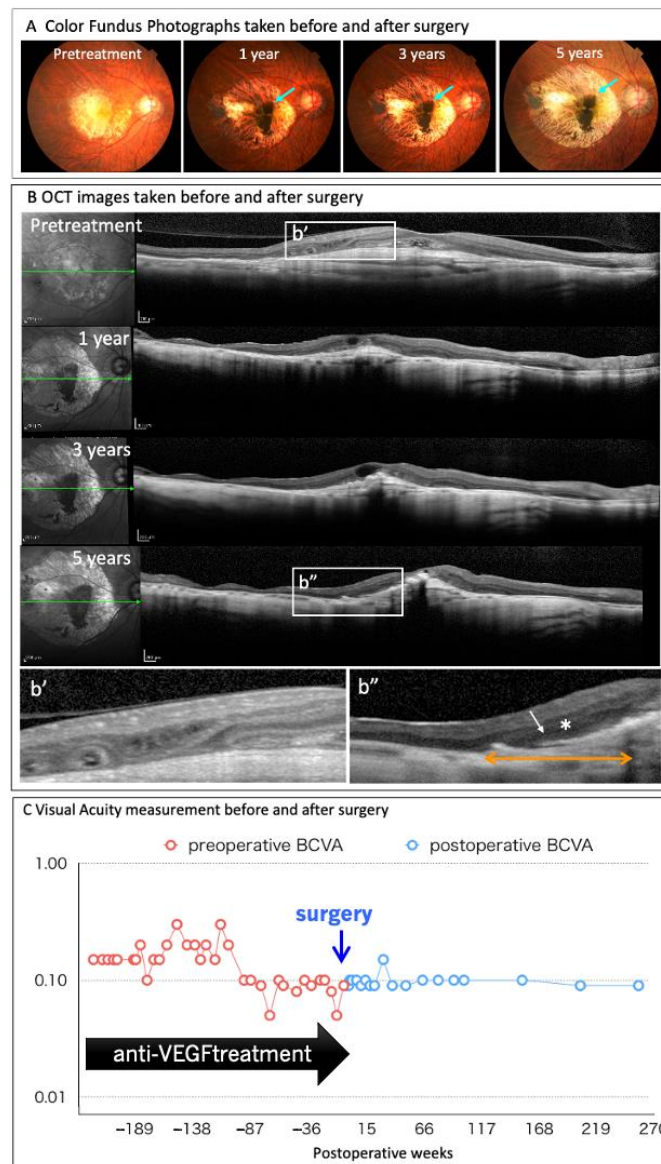 A Color Fundus Photographs taken before and after surgery
Pretreatment 1 year 3 years 5 years
B OCT images taken before and after surgery
Pretreatment
b'
1 year
3 years
5 years
b"
b' b"
*
C Visual Acuity measurement before and after surgery
preoperative BCVA postoperative BCVA
1.00
surgery
0.10
anti-VEGFtreatment
0.01
–189 –138 –87 –36 15 66 117 168 219 270
Postoperative weeks